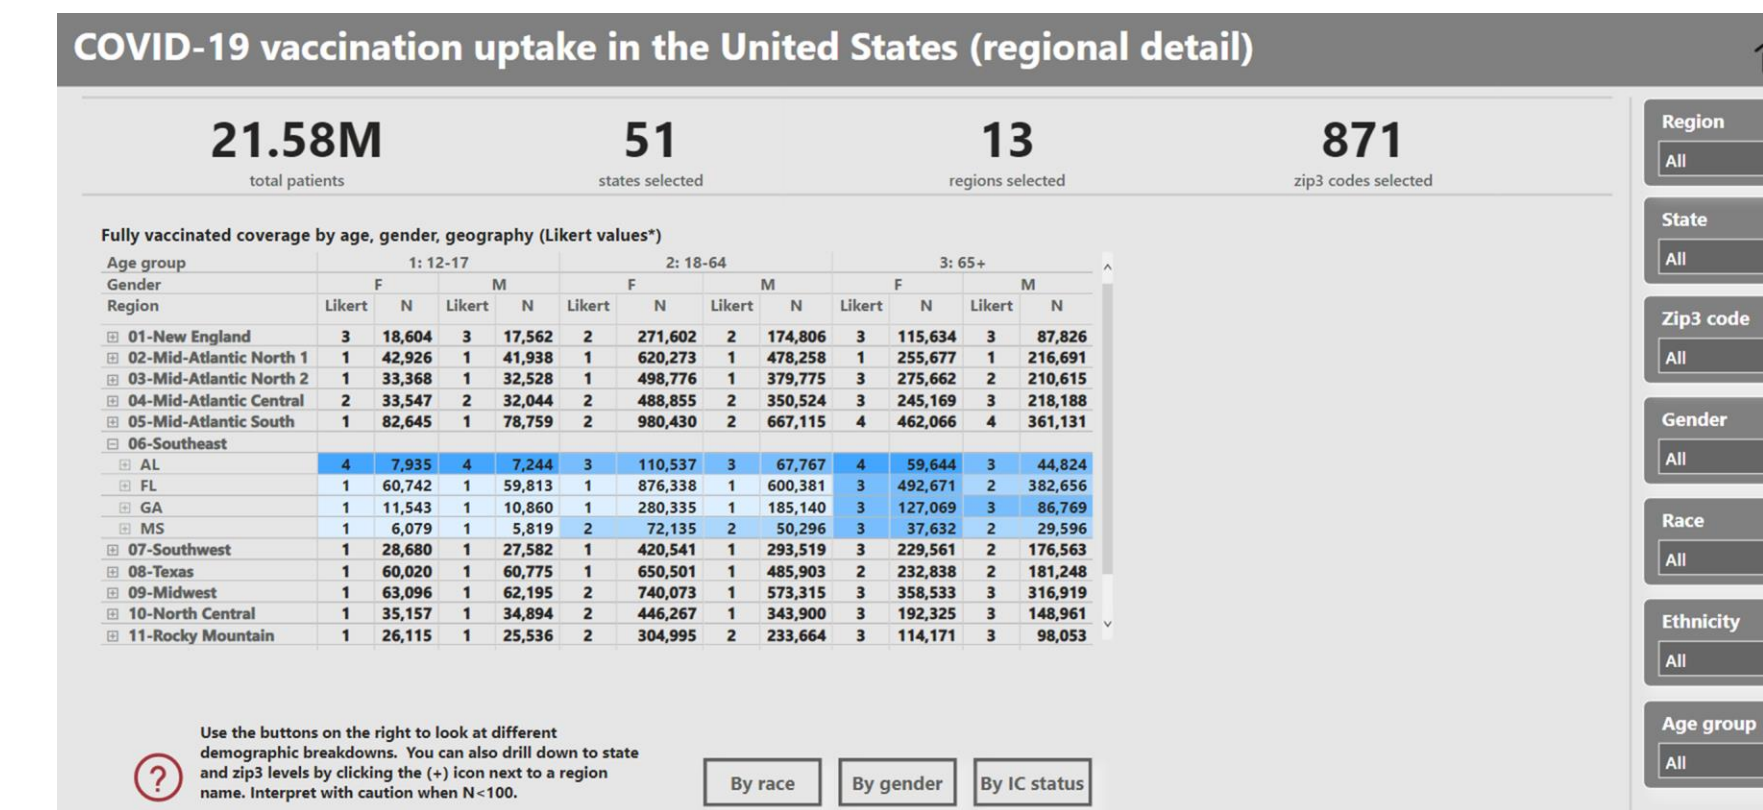 COVID-19 vaccination uptake in the United States (regional detail)
21.58M 51 13 871
total patients states selected regions selected zip3 codes selected
Fully vaccinated coverage by age, gender, geography (Likert values*)
Age group 1: 12-17 2: 18-64 3: 65+
Gender F M F M F M
Region Likert N Likert N Likert N Likert N Likert N Likert N
01-New England 3 18,604 3 17,562 2 271,602 2 174,806 3 115,634 3 87,826
02-Mid-Atlantic North 1 1 42,926 1 41,938 1 620,273 1 478,258 1 255,677 1 216,691
03-Mid-Atlantic North 2 1 33,368 1 32,528 1 498,776 1 379,775 3 275,662 2 210,615
04-Mid-Atlantic Central 2 33,547 2 32,044 2 488,855 2 350,524 3 245,169 3 218,188
05-Mid-Atlantic South 1 82,645 1 78,759 2 980,430 2 667,115 4 462,066 4 361,131
06-Southeast
AL 4 7,935 4 7,244 3 110,537 3 67,767 4 59,644 3 44,824
FL 1 60,742 1 59,813 1 876,338 1 600,381 3 492,671 2 382,656
GA 1 11,543 1 10,860 1 280,335 1 185,140 3 127,069 3 86,769
MS 1 6,079 1 5,819 2 72,135 2 50,296 3 37,632 2 29,596
07-Southwest 1 28,680 1 27,582 1 420,541 1 293,519 3 229,561 2 176,563
08-Texas 1 60,020 1 60,775 1 650,501 1 485,903 2 232,838 2 181,248
09-Midwest 1 63,096 1 62,195 2 740,073 1 573,315 3 358,533 3 316,919
10-North Central 1 35,157 1 34,894 2 446,267 1 343,900 3 192,325 3 148,961
11-Rocky Mountain 1 26,115 1 25,536 2 304,995 2 233,664 3 114,171 3 98,053
?
Use the buttons on the right to look at different
demographic breakdowns. You can also drill down to state
and zip3 levels by clicking the (+) icon next to a region
name. Interpret with caution when N<100.
By race
By gender
By IC status
Region
All
State
All
Zip3 code
All
Gender
All
Race
All
Ethnicity
All
Age group
All